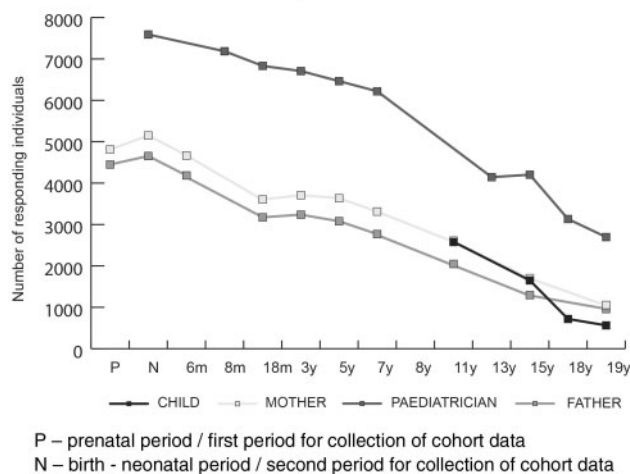 8000
7000
6000
5000
4000
3000
2000
1000
0
Number of responding individuals
P N 6m 8m 18m 3y 5y 7y 8y 11y 13y 15y 18y 19y
CHILD MOTHER PAEDIATRICIAN FATHER
P – prenatal period / first period for collection of cohort data
N – birth - neonatal period / second period for collection of cohort data